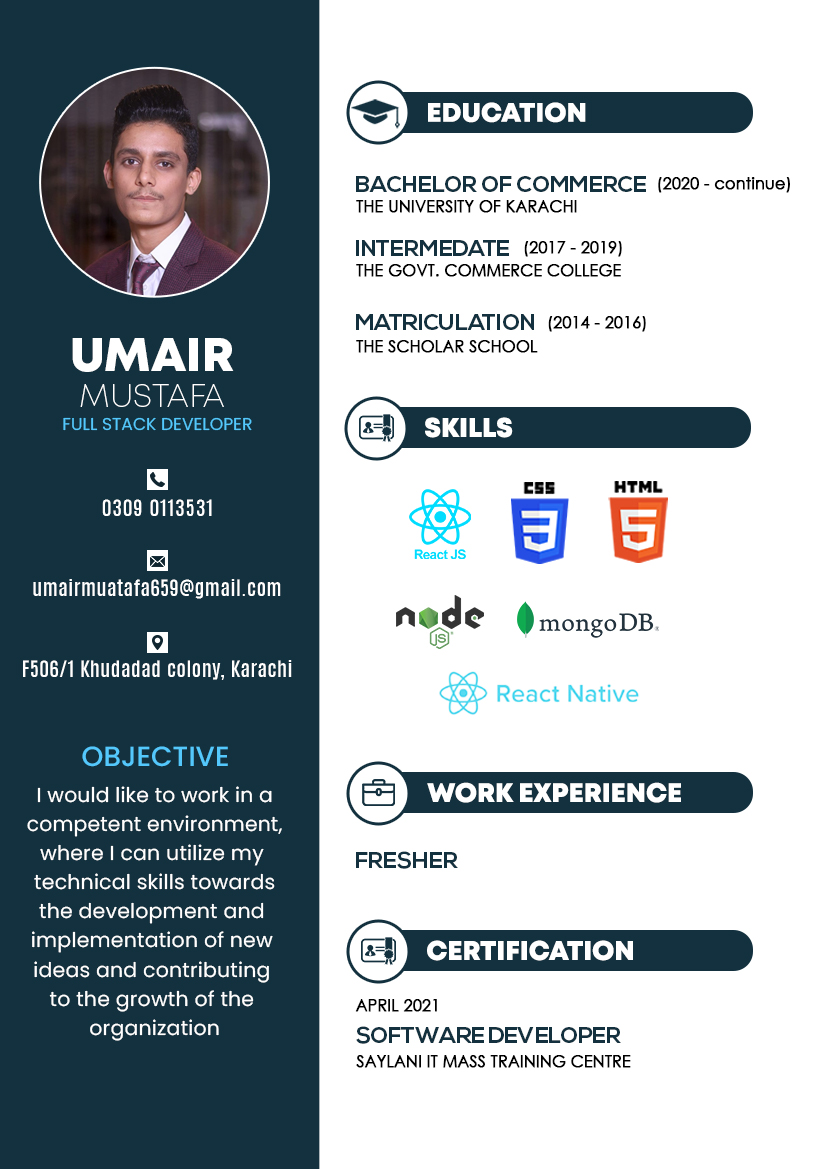 UMAIR
MUSTAFA
FULL STACK DEVELOPER
0309 0113531
umairmuatafa659@gmail.com
F506/1 Khudadad colony, Karachi
OBJECTIVE
I would like to work in a
competent environment,
where I can utilize my
technical skills towards
the development and
implementation of new
ideas and contributing
to the growth of the
organization
EDUCATION
BACHELOR OF COMMERCE (2020 - continue)
THE UNIVERSITY OF KARACHI
INTERMEDATE (2017 - 2019)
THE GOVT. COMMERCE COLLEGE
MATRICULATION (2014 - 2016)
THE SCHOLAR SCHOOL
SKILLS
React JS
CSS
3
HTML
5
node
JS
mongoDB
React Native
WORK EXPERIENCE
FRESHER
CERTIFICATION
APRIL 2021
SOFTWARE DEVELOPER
SAYLANI IT MASS TRAINING CENTRE